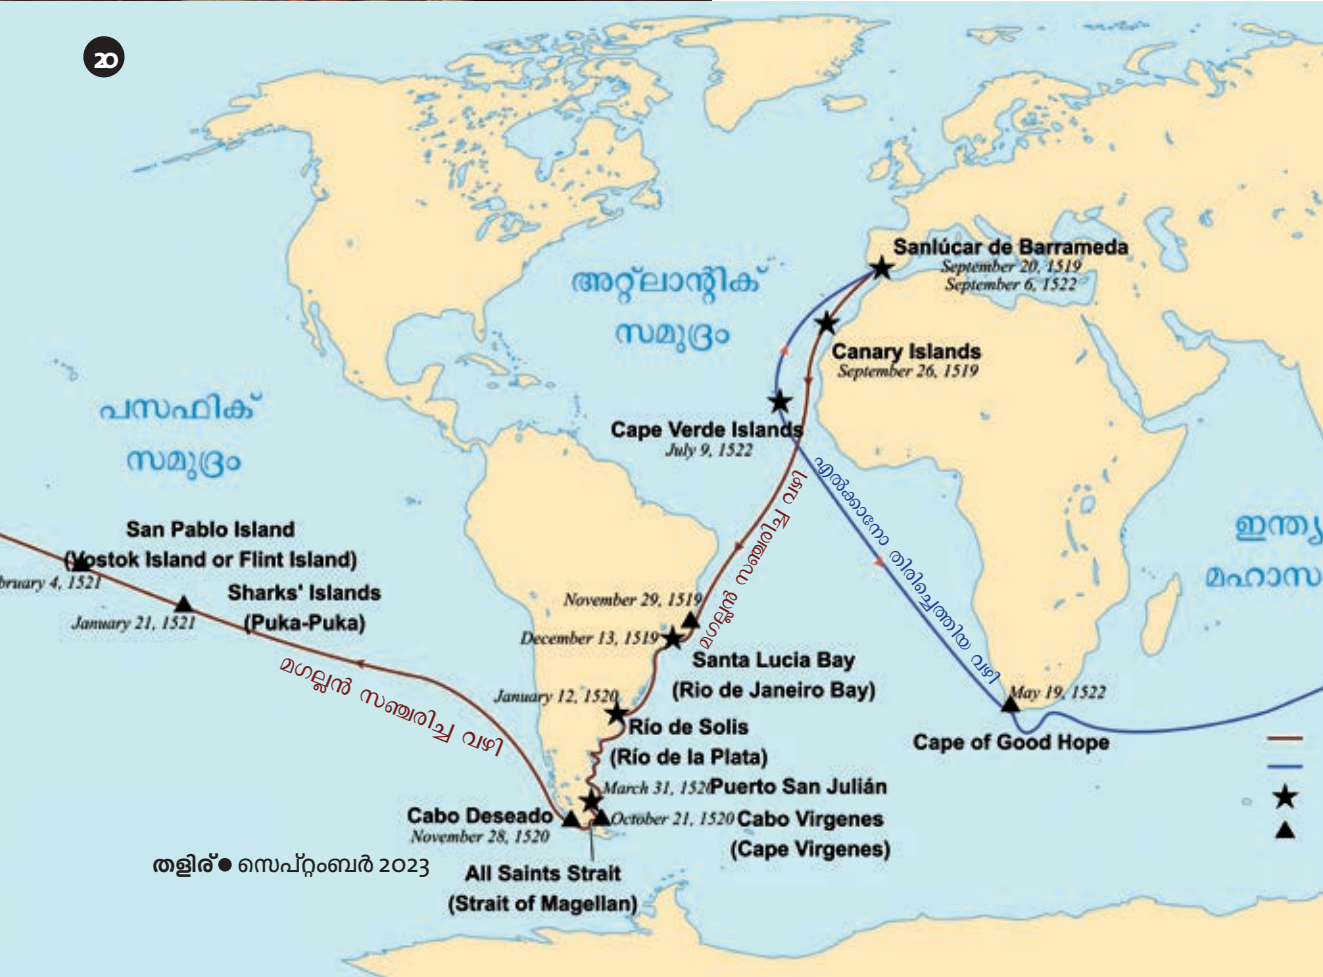 20
Sanlúcar de Barrameda
September 20, 1519
September 6, 1522
അറ്റ്‌ലാന്റിക്
സമുദ്രം
Canary Islands
September 26, 1519
പസഫിക്
സമുദ്രം
Cape Verde Islands
July 9, 1522
എൽക്കാനോ തിരിച്ചെത്തിയ വഴി
മഗല്ലൻ സഞ്ചരിച്ച വഴി
ഇന്ത്യ
മഹാസ
San Pablo Island
(Vostok Island or Flint Island)
bruary 4, 1521
Sharks' Islands
(Puka-Puka)
January 21, 1521
മഗല്ലൻ സഞ്ചരിച്ച വഴി
November 29, 1519
December 13, 1519
Santa Lucia Bay
(Rio de Janeiro Bay)
January 12, 1520
Río de Solis
(Río de la Plata)
May 19, 1522
Cape of Good Hope
March 31, 1520
Puerto San Julián
Cabo Deseado
November 28, 1520
October 21, 1520
Cabo Virgenes
(Cape Virgenes)
All Saints Strait
(Strait of Magellan)
തളിര് ● സെപ്റ്റംബർ 2023